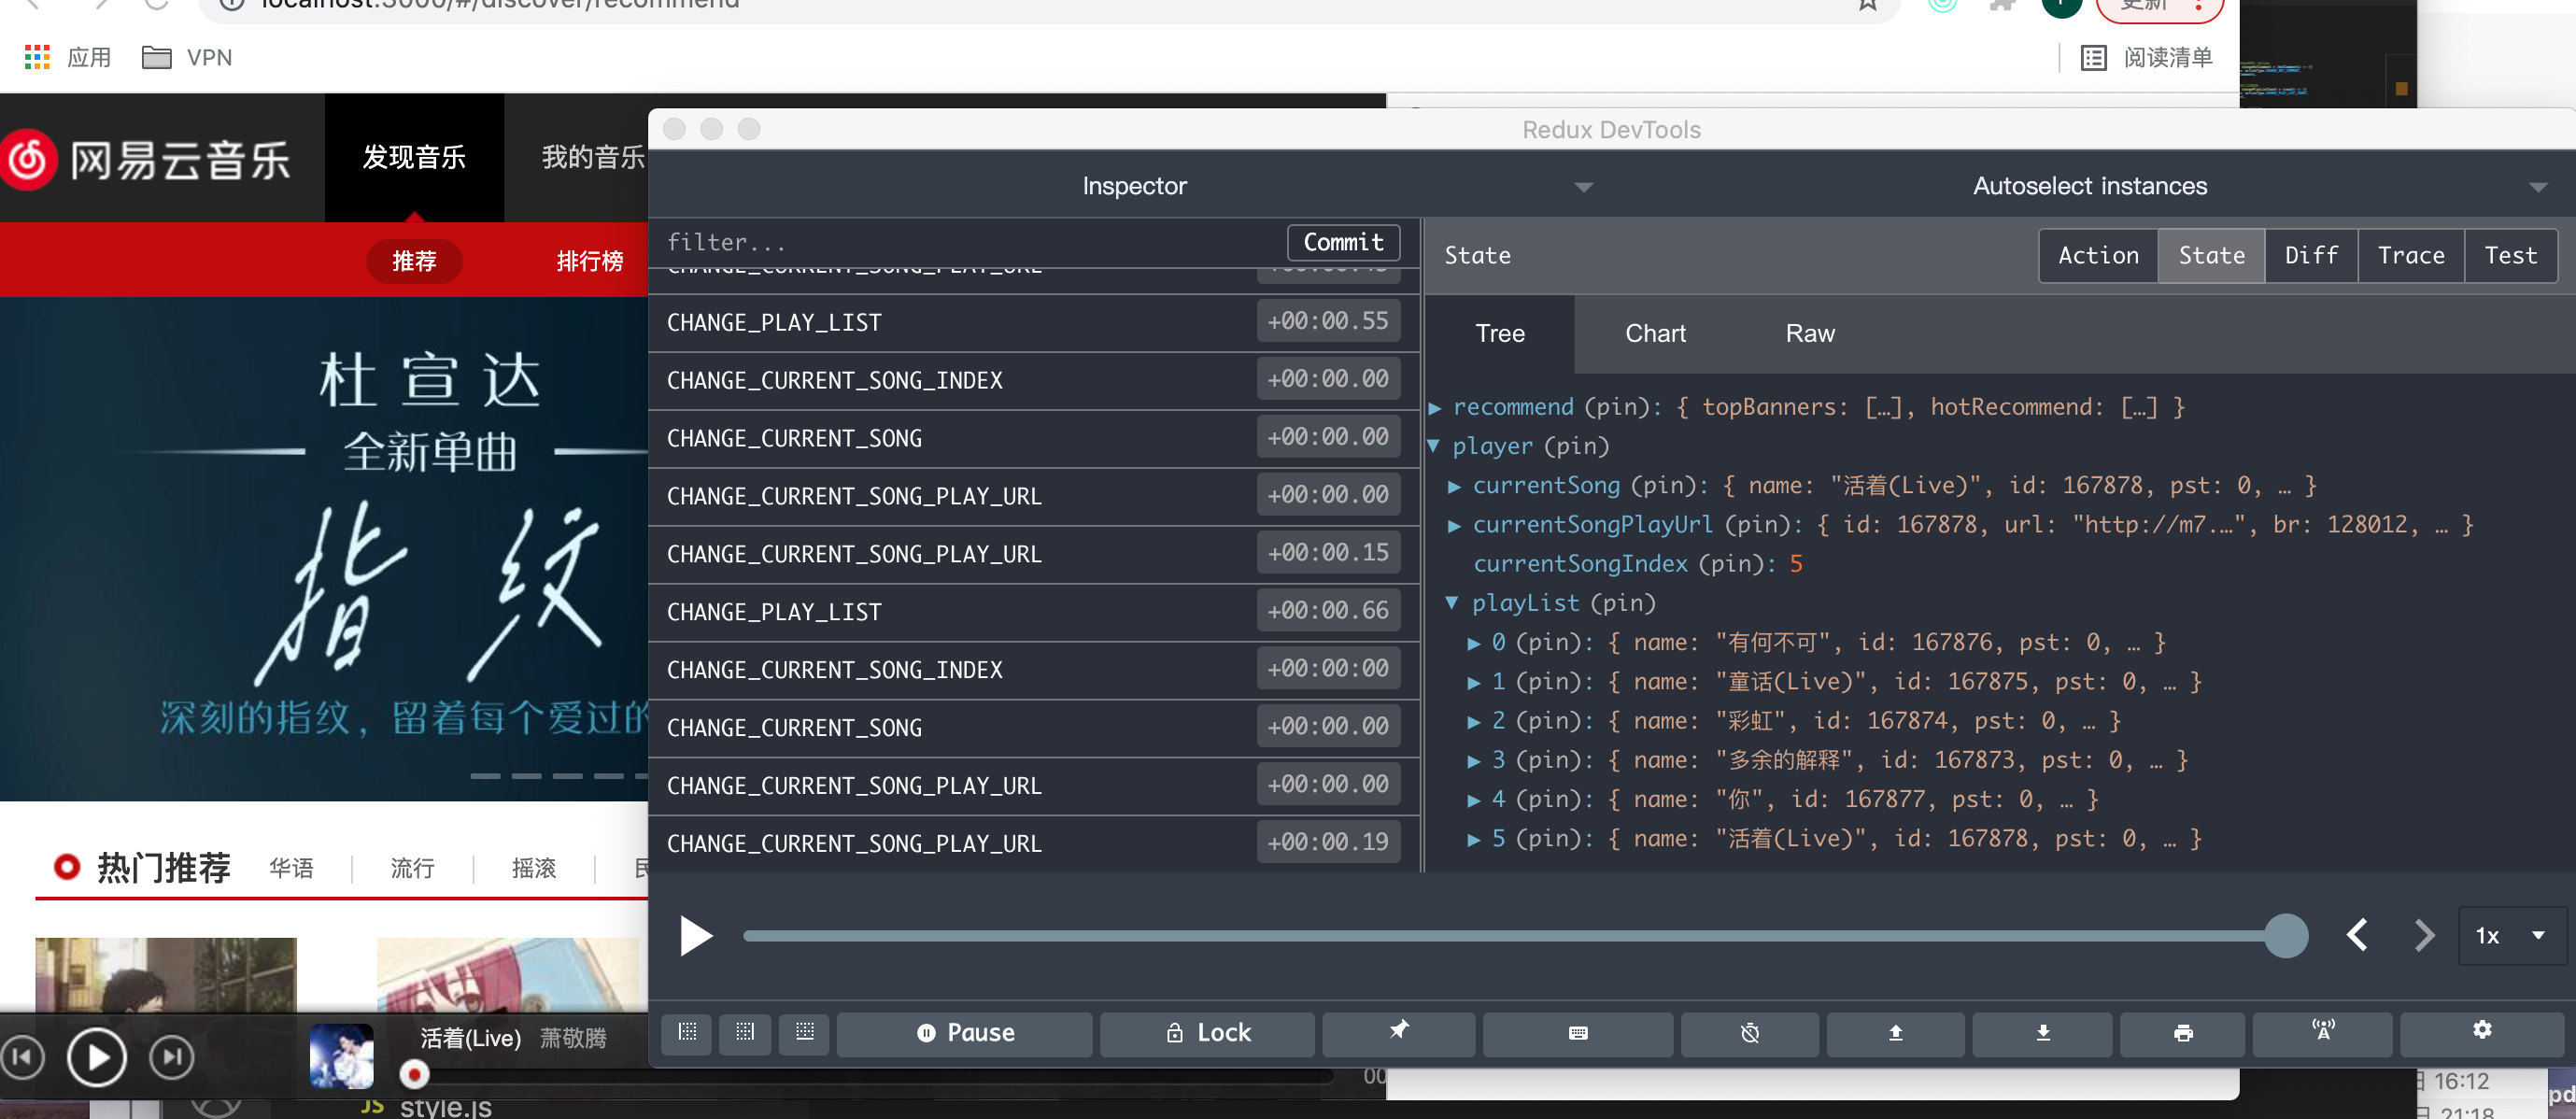 localhost:3000/#/discover/recommend
更新
应用
VPN
阅读清单
网易云音乐
发现音乐
我的音乐
推荐
排行榜
杜宣达
全新单曲
指纹
深刻的指纹，留着每个爱过的
热门推荐
华语
流行
摇滚
民
活着(Live) 萧敬腾
00
JS style.js
Redux DevTools
Inspector
Autoselect instances
filter...
Commit
CHANGE_CURRENT_SONG_PLAY_URL
CHANGE_PLAY_LIST +00:00.55
CHANGE_CURRENT_SONG_INDEX +00:00.00
CHANGE_CURRENT_SONG +00:00.00
CHANGE_CURRENT_SONG_PLAY_URL +00:00.00
CHANGE_CURRENT_SONG_PLAY_URL +00:00.15
CHANGE_PLAY_LIST +00:00.66
CHANGE_CURRENT_SONG_INDEX +00:00:00
CHANGE_CURRENT_SONG +00:00.00
CHANGE_CURRENT_SONG_PLAY_URL +00:00.00
CHANGE_CURRENT_SONG_PLAY_URL +00:00.19
State
Action State Diff Trace Test
Tree Chart Raw
recommend (pin): { topBanners: […], hotRecommend: […] }
player (pin)
currentSong (pin): { name: "活着(Live)", id: 167878, pst: 0, … }
currentSongPlayUrl (pin): { id: 167878, url: "http://m7.…", br: 128012, … }
currentSongIndex (pin): 5
playList (pin)
0 (pin): { name: "有何不可", id: 167876, pst: 0, … }
1 (pin): { name: "童话(Live)", id: 167875, pst: 0, … }
2 (pin): { name: "彩虹", id: 167874, pst: 0, … }
3 (pin): { name: "多余的解释", id: 167873, pst: 0, … }
4 (pin): { name: "你", id: 167877, pst: 0, … }
5 (pin): { name: "活着(Live)", id: 167878, pst: 0, … }
1x
Pause
Lock
日 16:12
日 21:18
pd